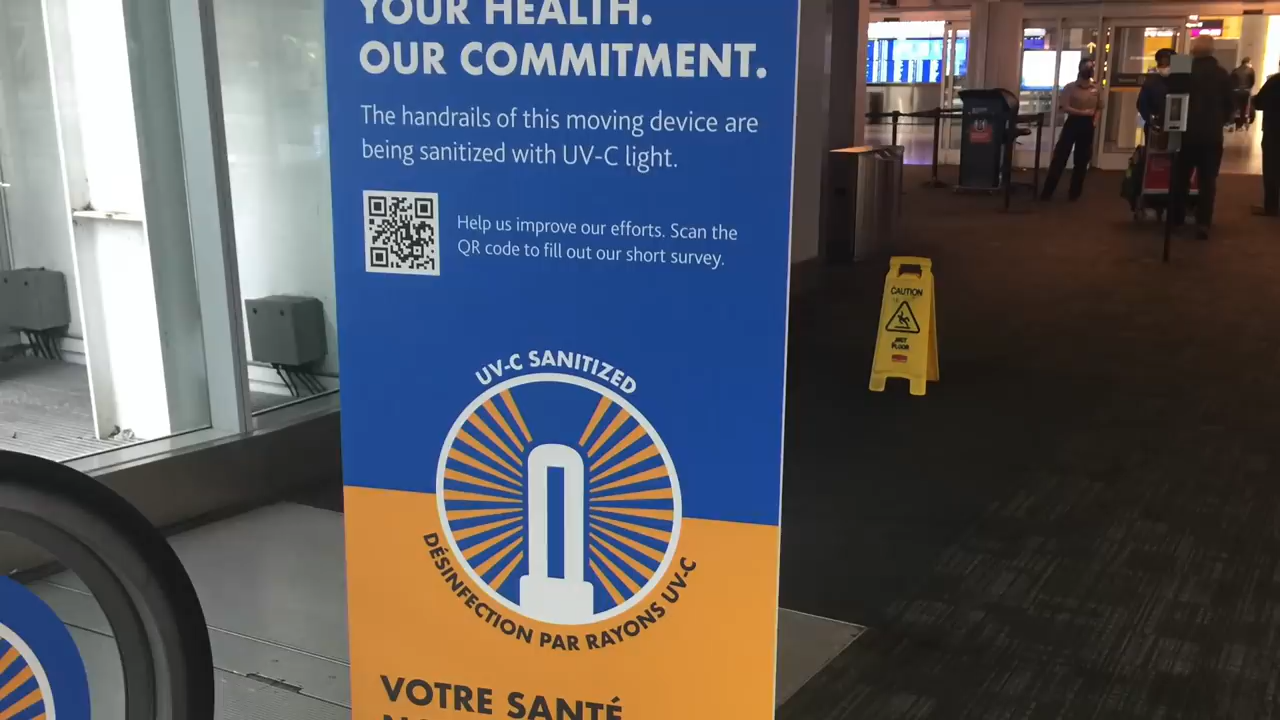 YOUR HEALTH.
OUR COMMITMENT.
The handrails of this moving device are
being sanitized with UV-C light.
Help us improve our efforts. Scan the
QR code to fill out our short survey.
UV-C SANITIZED
DÉSINFECTION PAR RAYONS UV-C
VOTRE SANTÉ
CAUTION
WET
FLOOR